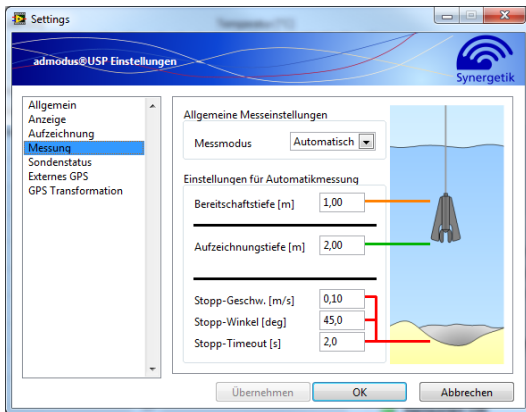 Settings
admodus®USP Einstellungen
Synergetik
Allgemein
Anzeige
Aufzeichnung
Messung
Sondenstatus
Externes GPS
GPS Transformation
Allgemeine Messeinstellungen
Messmodus Automatisch
Einstellungen für Automatikmessung
Bereitschaftstiefe [m] 1,00
Aufzeichnungstiefe [m] 2,00
Stopp-Geschw. [m/s] 0,10
Stopp-Winkel [deg] 45,0
Stopp-Timeout [s] 2,0
Übernehmen OK Abbrechen